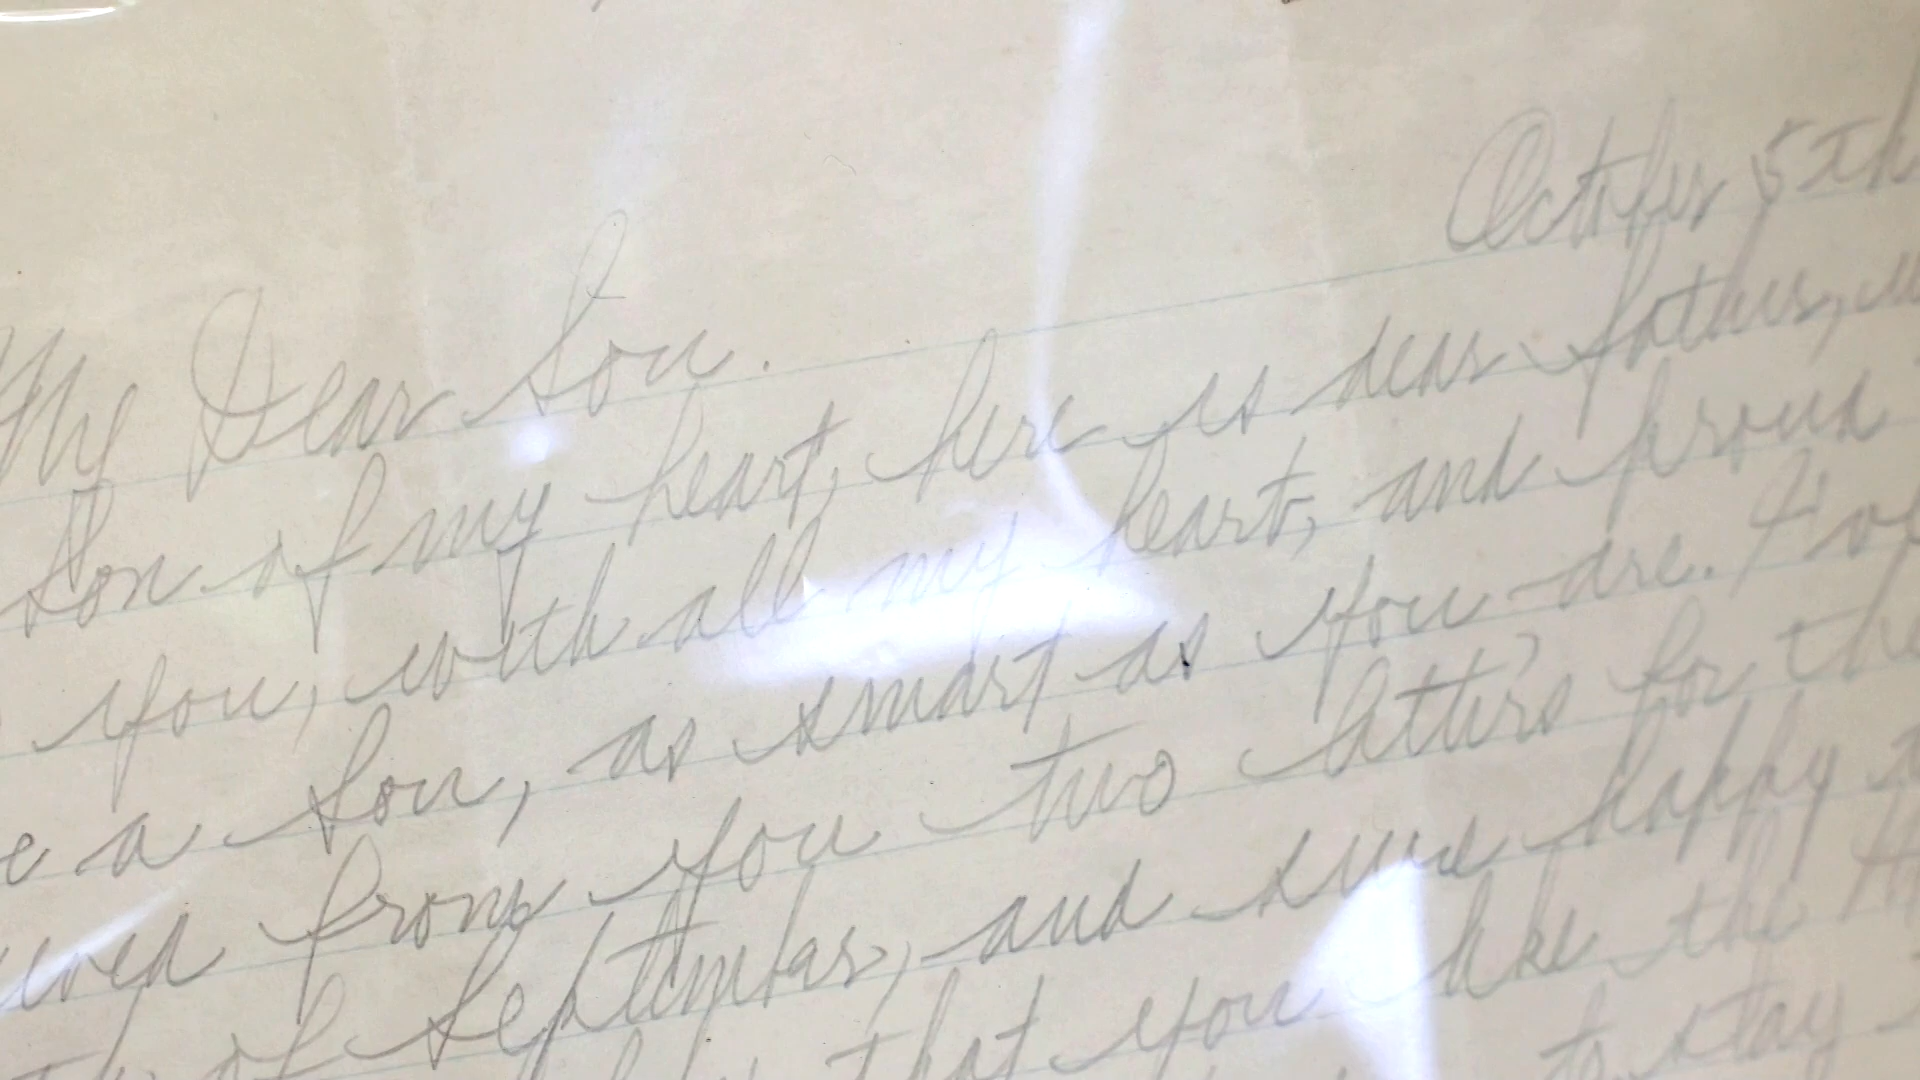 October 5th
My Dear Son.
Son of my heart, here is dear father,
you, with all my heart, and proud
a Son, as smart as you are.
from you two letters for the
of September, and sure happy
that you like the
to stay